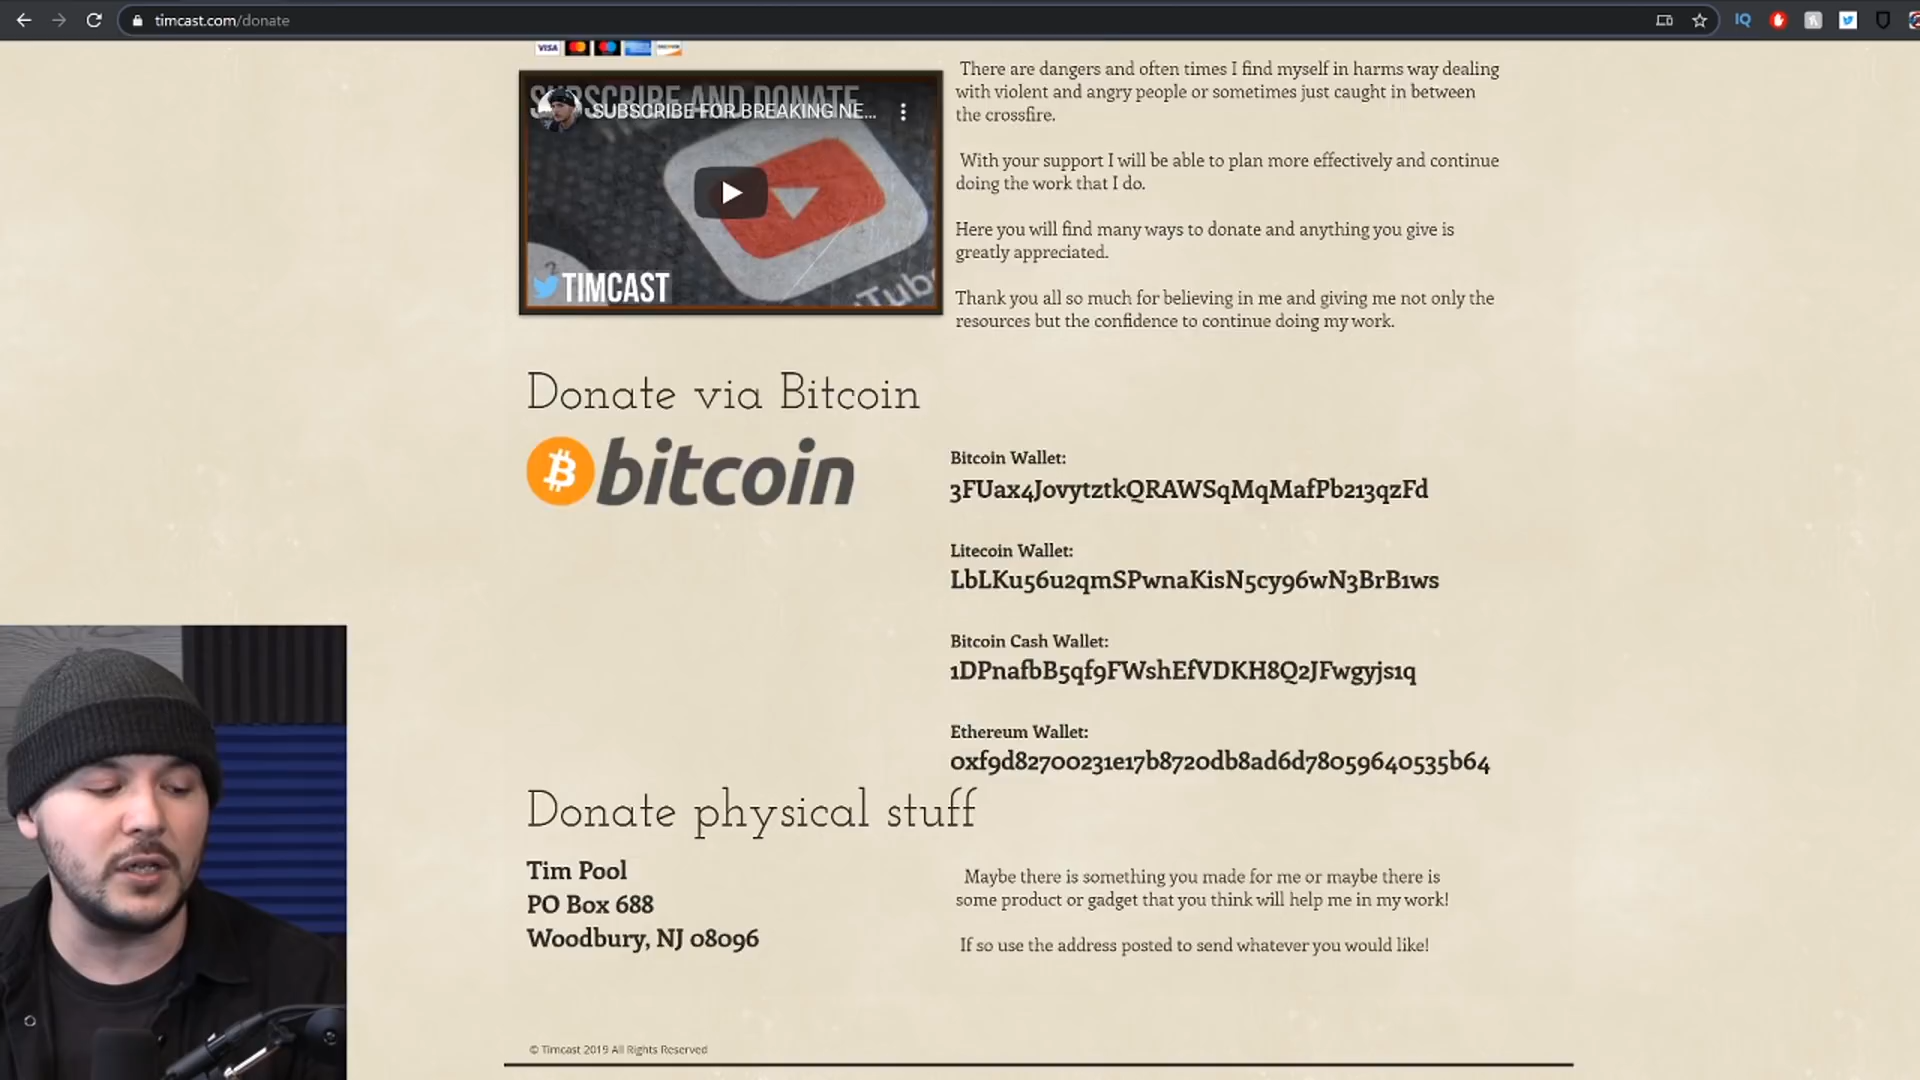 timcast.com/donate
IQ
VISA
There are dangers and often times I find myself in harms way dealing
with violent and angry people or sometimes just caught in between
the crossfire.
With your support I will be able to plan more effectively and continue
doing the work that I do.
Here you will find many ways to donate and anything you give is
greatly appreciated.
Thank you all so much for believing in me and giving me not only the
resources but the confidence to continue doing my work.
SUBSCRIBE AND DONATE
SUBSCRIBE FOR BREAKING NE...
TIMCAST
Donate via Bitcoin
bitcoin
Bitcoin Wallet:
3FUax4JovytztkQRAWSqMqMafPb213qzFd
Litecoin Wallet:
LbLKu56u2qmSPwnaKisN5cy96wN3BrB1ws
Bitcoin Cash Wallet:
1DPnafbB5qf9FWshEfVDKH8Q2JFwgyjs1q
Ethereum Wallet:
0xf9d82700231e17b8720db8ad6d78059640535b64
Donate physical stuff
Tim Pool
PO Box 688
Woodbury, NJ 08096
Maybe there is something you made for me or maybe there is
some product or gadget that you think will help me in my work!
If so use the address posted to send whatever you would like!
© Timcast 2019 All Rights Reserved